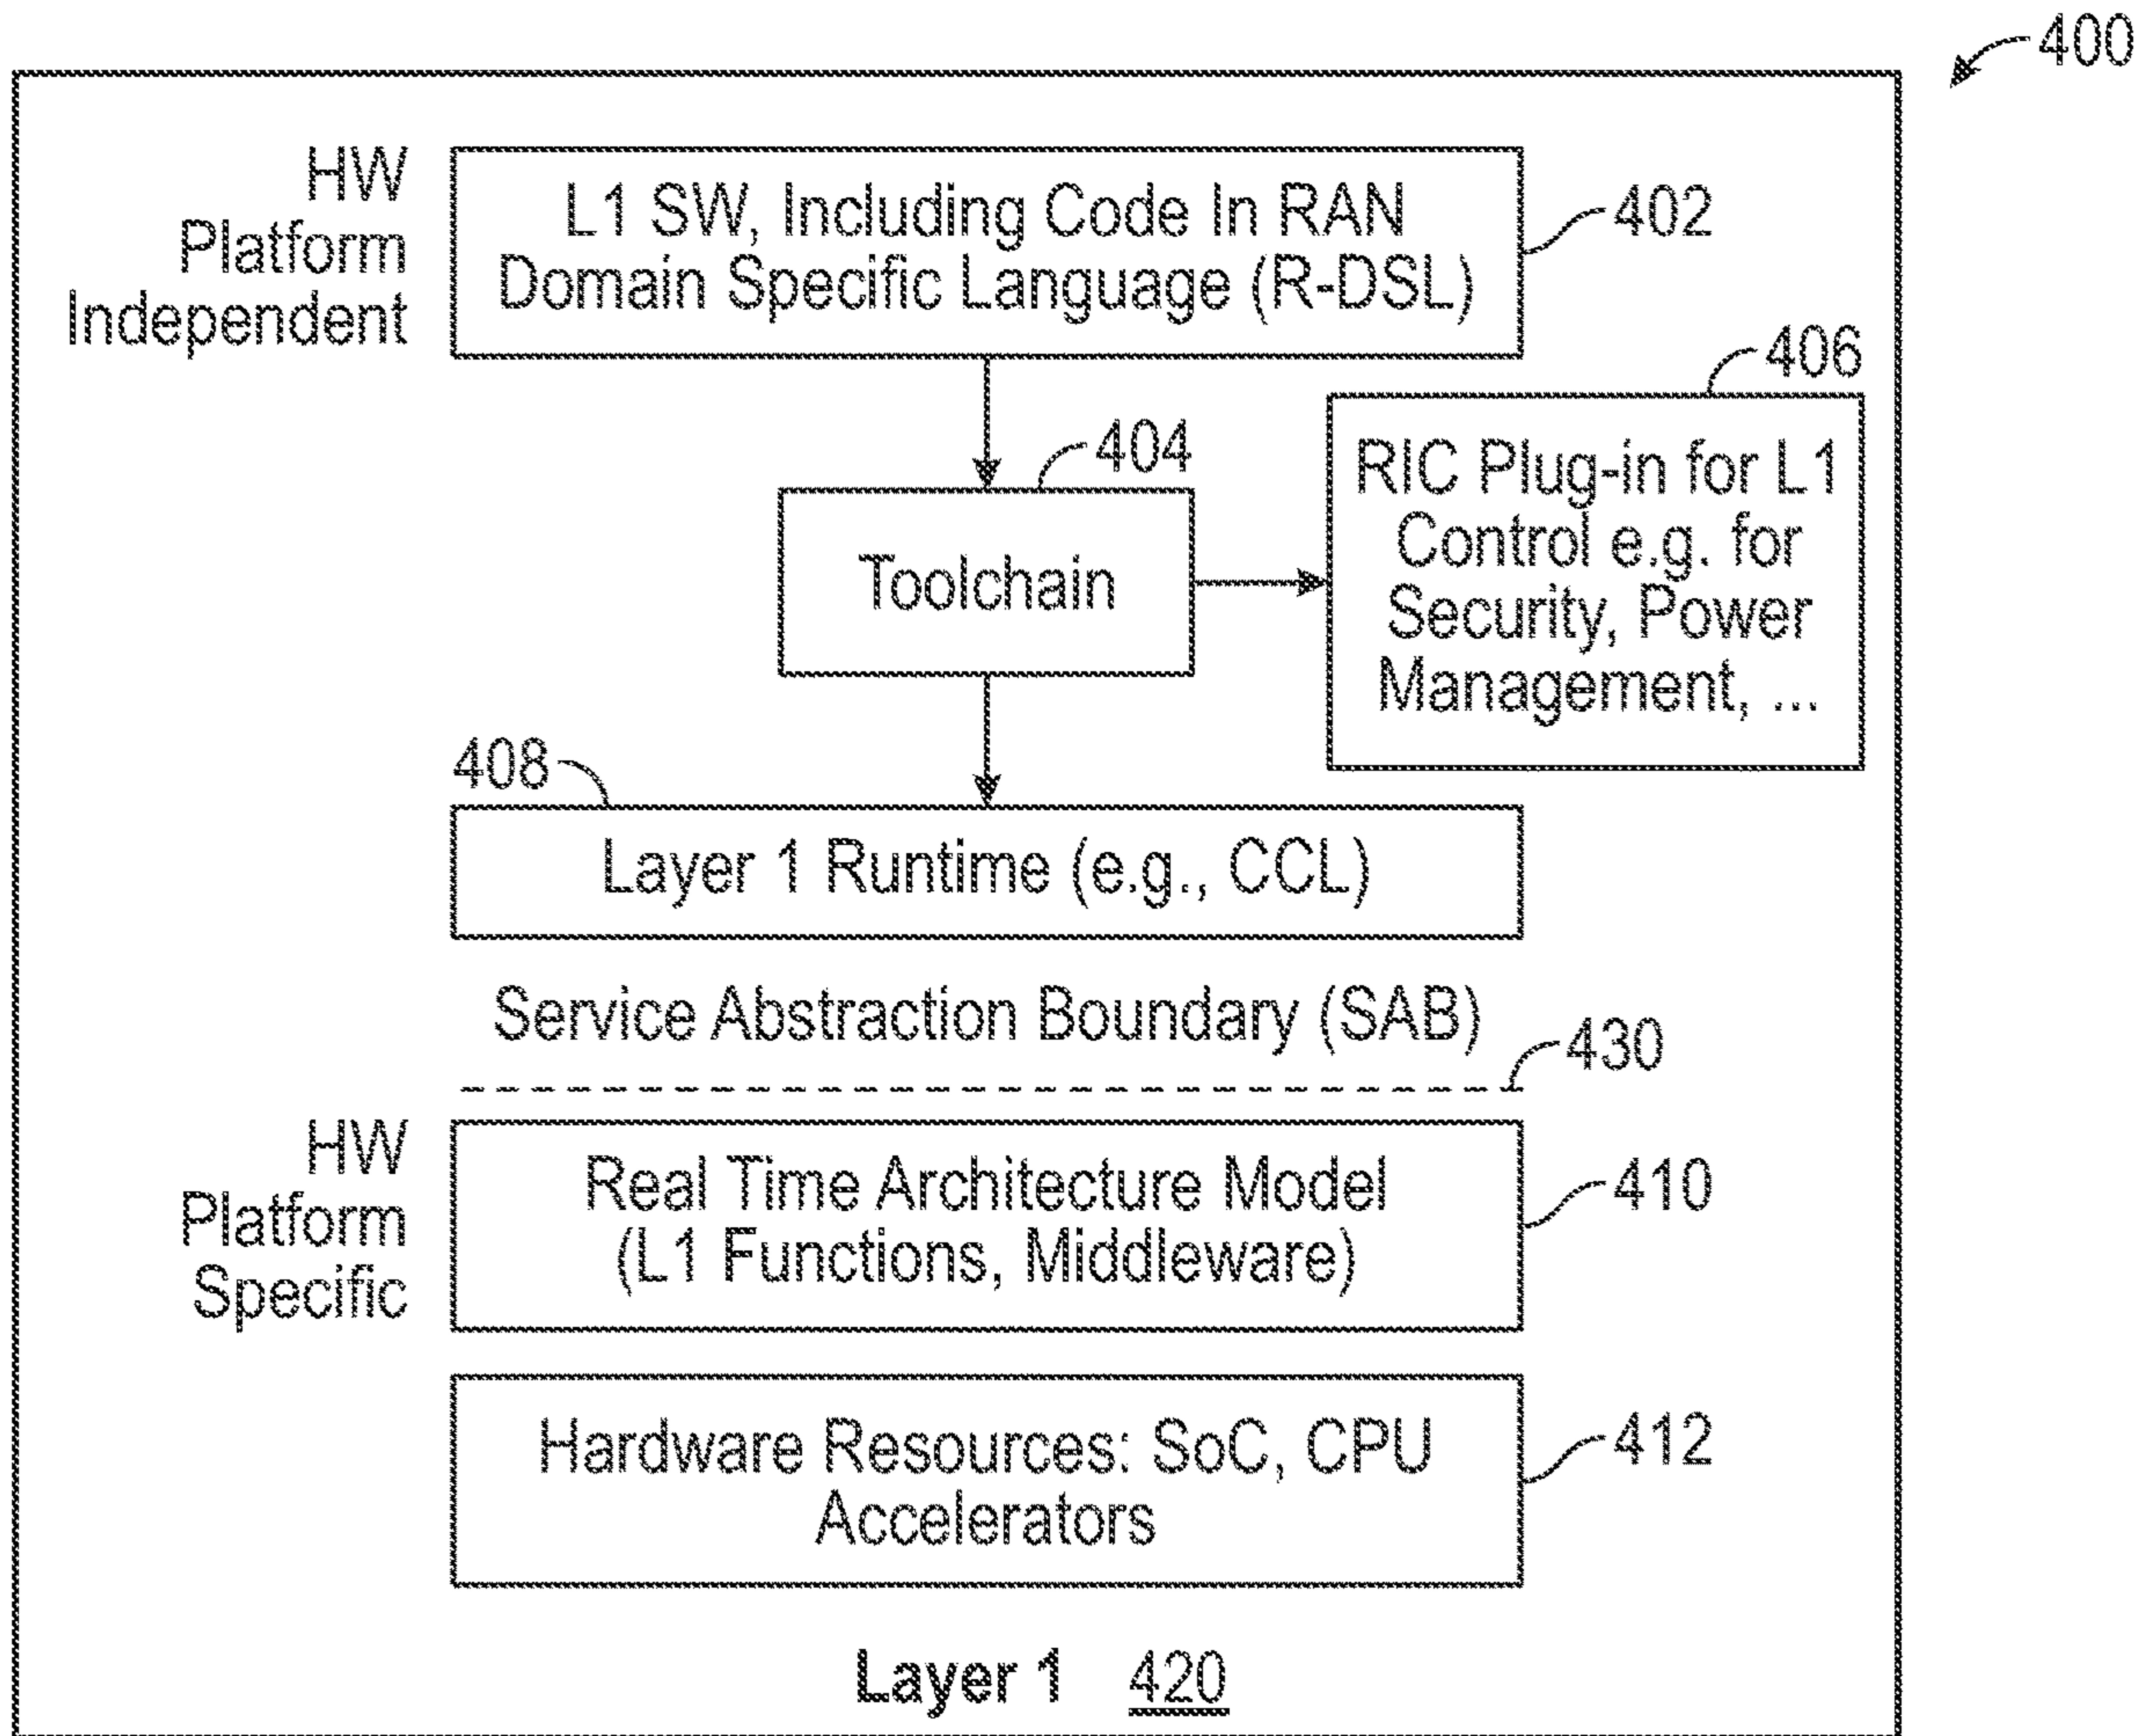 400
HW
Platform
Independent
L1 SW, Including Code In RAN
Domain Specific Language (R-DSL)
402
406
RIC Plug-in for L1
Control e.g. for
Security, Power
Management, ...
404
Toolchain
408
Layer 1 Runtime (e.g., CCL)
Service Abstraction Boundary (SAB)
430
HW
Platform
Specific
Real Time Architecture Model
(L1 Functions, Middleware)
410
Hardware Resources: SoC, CPU
Accelerators
412
Layer 1 420